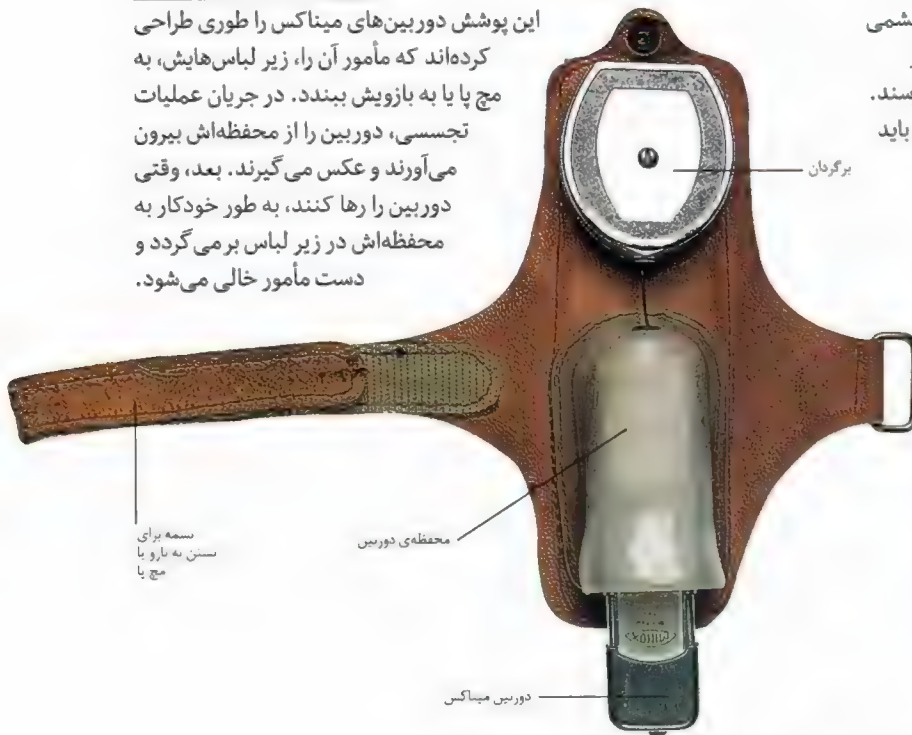 این پوشش دوربین‌های میناکس را طوری طراحی
کرده‌اند که مأمور آن را، زیر لباس‌هایش، به
مچ پا یا به بازویش ببندد. در جریان عملیات
تجسسی، دوربین را از محفظه‌اش بیرون
می‌آورند و عکس می‌گیرند. بعد، وقتی
دوربین را رها کنند، به طور خودکار به
محفظه‌اش در زیر لباس برمی‌گردد و
دست مأمور خالی می‌شود.
باید
برگردان
تسمه برای
بستن به بازو یا
مچ پا
محفظه‌ی دوربین
MINOX
دوربین میناکس